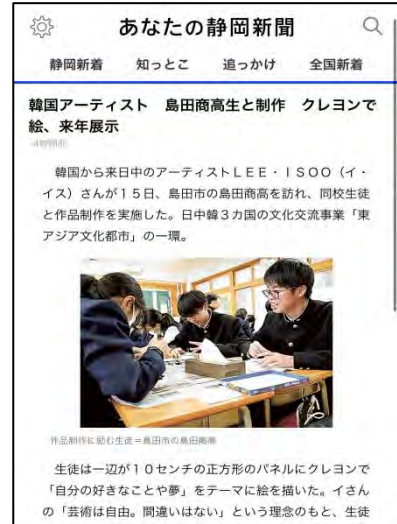 あなたの静岡新聞
静岡新着 知っとこ 追っかけ 全国新着
韓国アーティスト 島田商高生と制作 クレヨンで
絵、来年展示
韓国から来日中のアーティストＬＥＥ・ＩＳＯＯ（イ・
イス）さんが１５日、島田市の島田商高を訪れ、同校生徒
と作品制作を実施した。日中韓３カ国の文化交流事業「東
アジア文化都市」の一環。
作品制作に励む生徒＝島田市の島田商高
生徒は一辺が１０センチの正方形のパネルにクレヨンで
「自分の好きなことや夢」をテーマに絵を描いた。イさん
の「芸術は自由。間違いはない」という理念のもと、生徒